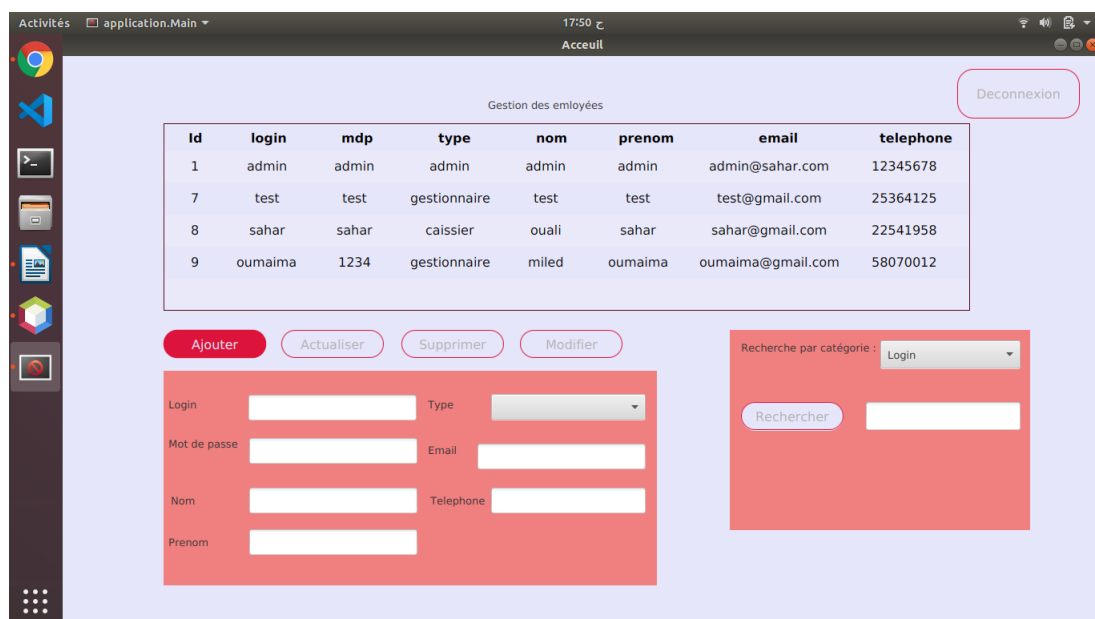 Activités application.Main 17:50 ج
Acceuil
Deconnexion
Gestion des emloyées
Id login mdp type nom prenom email telephone
1 admin admin admin admin admin admin@sahar.com 12345678
7 test test gestionnaire test test test@gmail.com 25364125
8 sahar sahar caissier ouali sahar sahar@gmail.com 22541958
9 oumaima 1234 gestionnaire miled oumaima oumaima@gmail.com 58070012
Ajouter Actualiser Supprimer Modifier
Recherche par catégorie : Login
Login Type
Rechercher
Mot de passe Email
Nom Telephone
Prenom